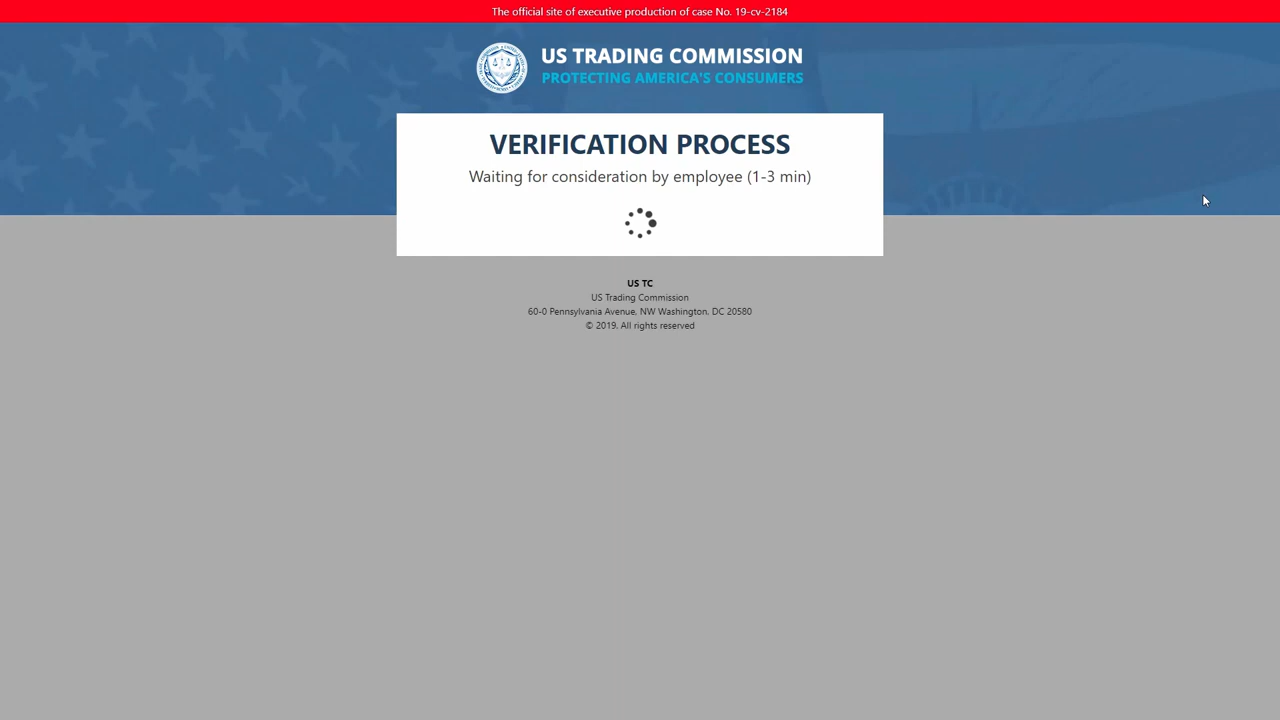 The official site of executive production of case No. 19-cv-2184
US TRADING COMMISSION
PROTECTING AMERICA'S CONSUMERS
VERIFICATION PROCESS
Waiting for consideration by employee (1-3 min)
US TC
US Trading Commission
60-0 Pennsylvania Avenue, NW Washington, DC 20580
© 2019. All rights reserved